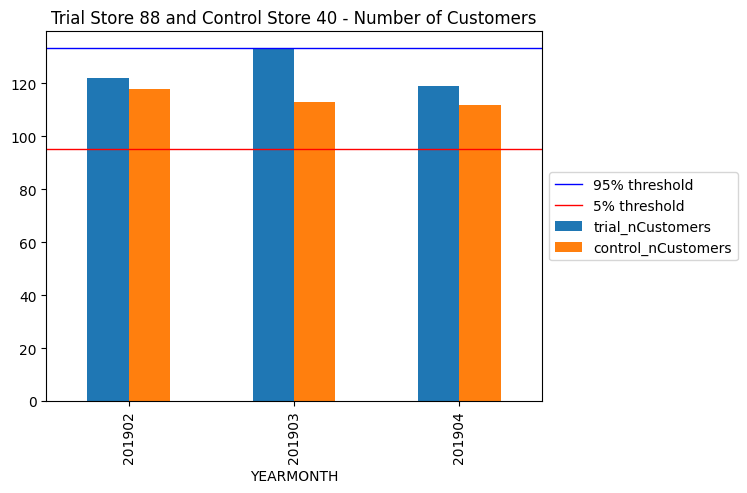 Trial Store 88 and Control Store 40 - Number of Customers
120
100
80
60
40
20
0
201902
201903
201904
YEARMONTH
95% threshold
5% threshold
trial_nCustomers
control_nCustomers